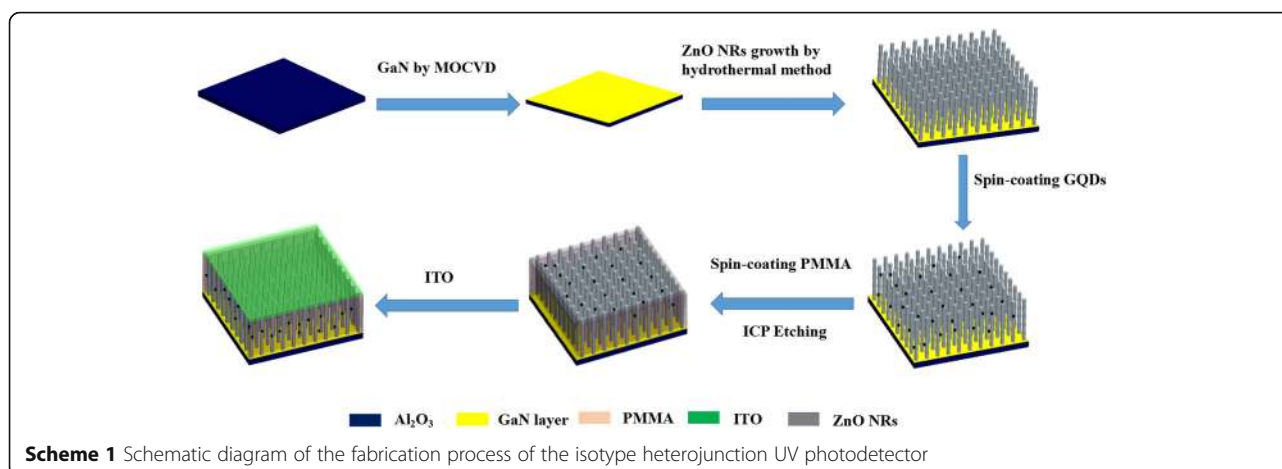 GaN by MOCVD
ZnO NRs growth by
hydrothermal method
Spin-coating GQDs
Spin-coating PMMA
ICP Etching
ITO
Al₂O₃
GaN layer
PMMA
ITO
ZnO NRs
Scheme 1 Schematic diagram of the fabrication process of the isotype heterojunction UV photodetector